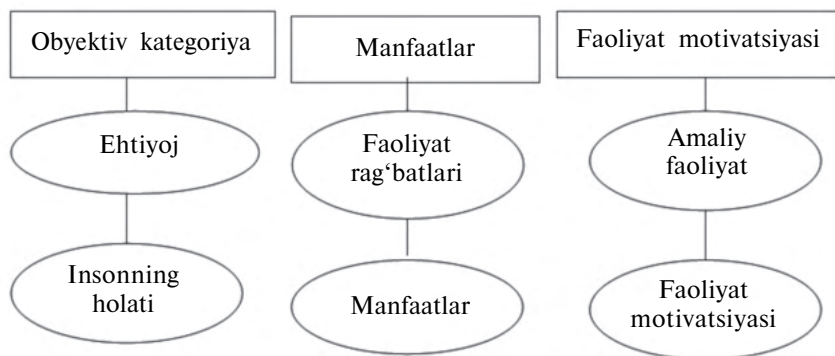 Obyektiv kategoriya
Manfaatlar
Faoliyat motivatsiyasi
Ehtiyoj
Faoliyat
rag‘batlari
Amaliy
faoliyat
Insonning
holati
Manfaatlar
Faoliyat
motivatsiyasi